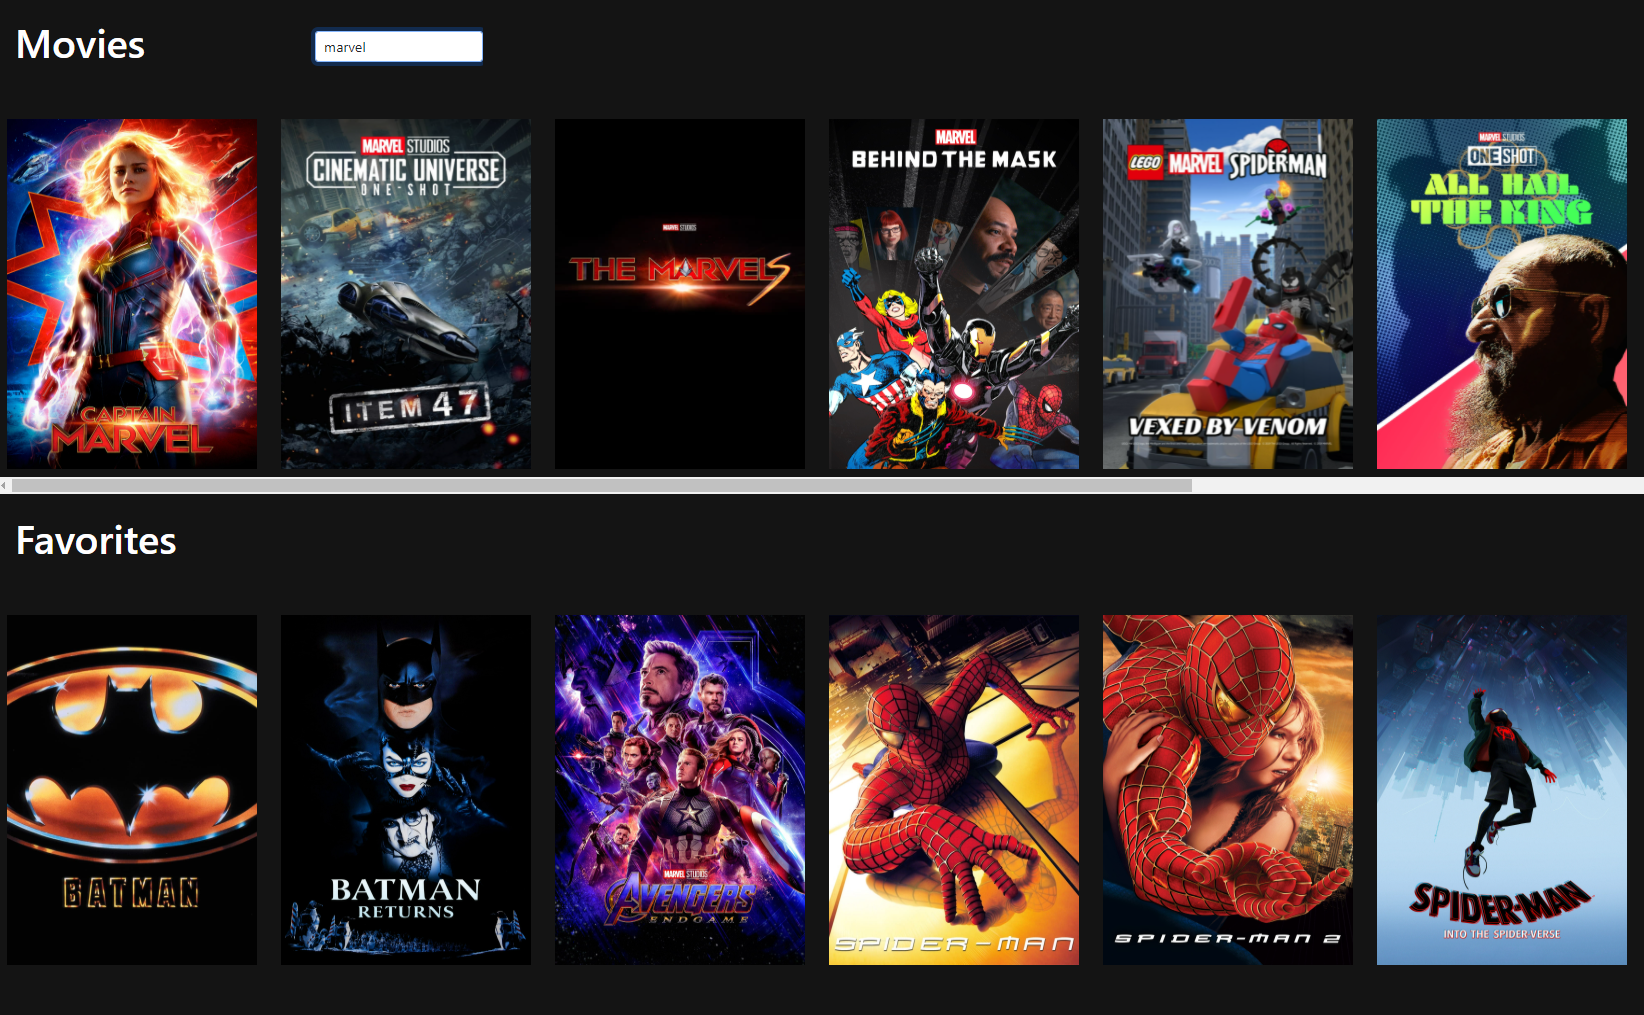 Movies
marvel
CAPTAIN
MARVEL
MARVEL STUDIOS
CINEMATIC UNIVERSE
ONE-SHOT
ITEM 47
MARVEL STUDIOS
THE MARVELS
MARVEL
BEHIND THE MASK
LEGO MARVEL SPIDERMAN
VEXED BY VENOM
MARVEL STUDIOS
ONE SHOT
ALL HAIL
THE KING
Favorites
BATMAN
BATMAN
RETURNS
MARVEL STUDIOS
AVENGERS
ENDGAME
SPIDER-MAN
SPIDER-MAN 2
SPIDER-MAN
INTO THE SPIDER-VERSE